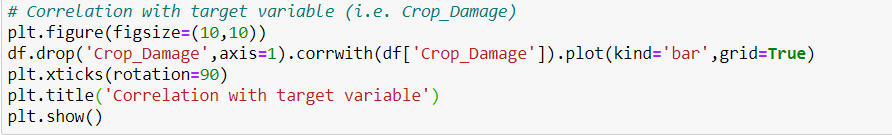 # Correlation with target variable (i.e. Crop_Damage)
plt.figure(figsize=(10,10))
df.drop('Crop_Damage',axis=1).corrwith(df['Crop_Damage']).plot(kind='bar',grid=True)
plt.xticks(rotation=90)
plt.title('Correlation with target variable')
plt.show()